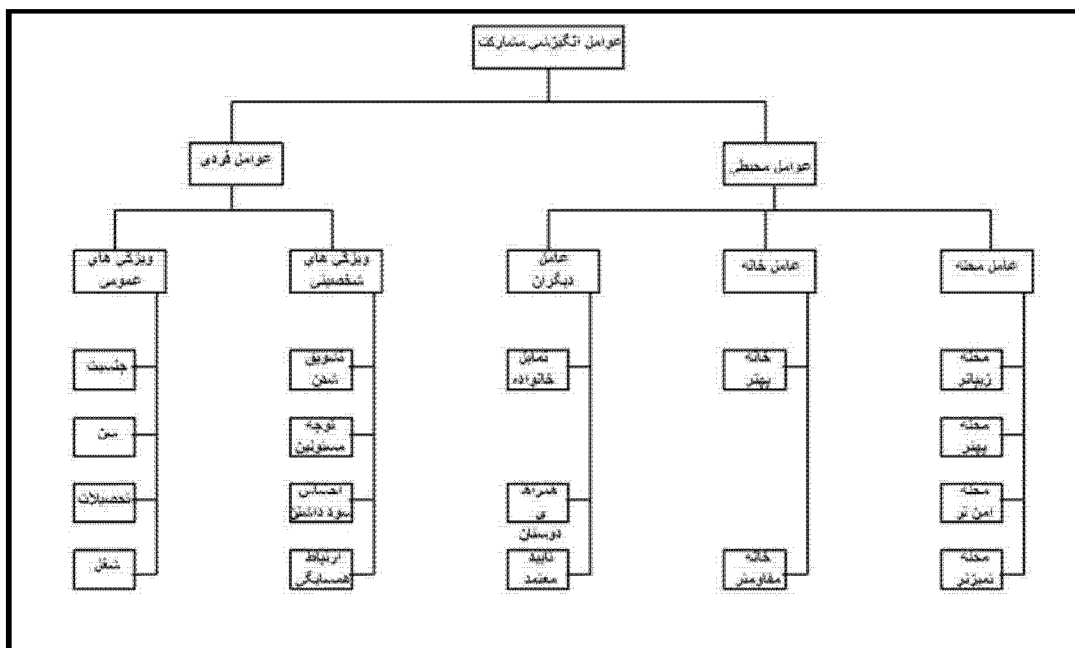 عوامل انگیزشی مشارکت
عوامل محیطی
عوامل فردی
عامل محله
عامل خانه
عامل
دیگران
ویژگی های
شخصیتی
ویژگی های
عمومی
محله
زیباتر
خانه
بهتر
تمایل
خانواده
تشویق
شدن
جنسیت
محله
بهتر
توجه
مسئولین
سن
محله
امن تر
همراه
ی
دوستان
احساس
سود داشتن
تحصیلات
محله
تمیزتر
خانه
مقاومتر
تایید
معتمد
ارتباط
همسایگی
شغل